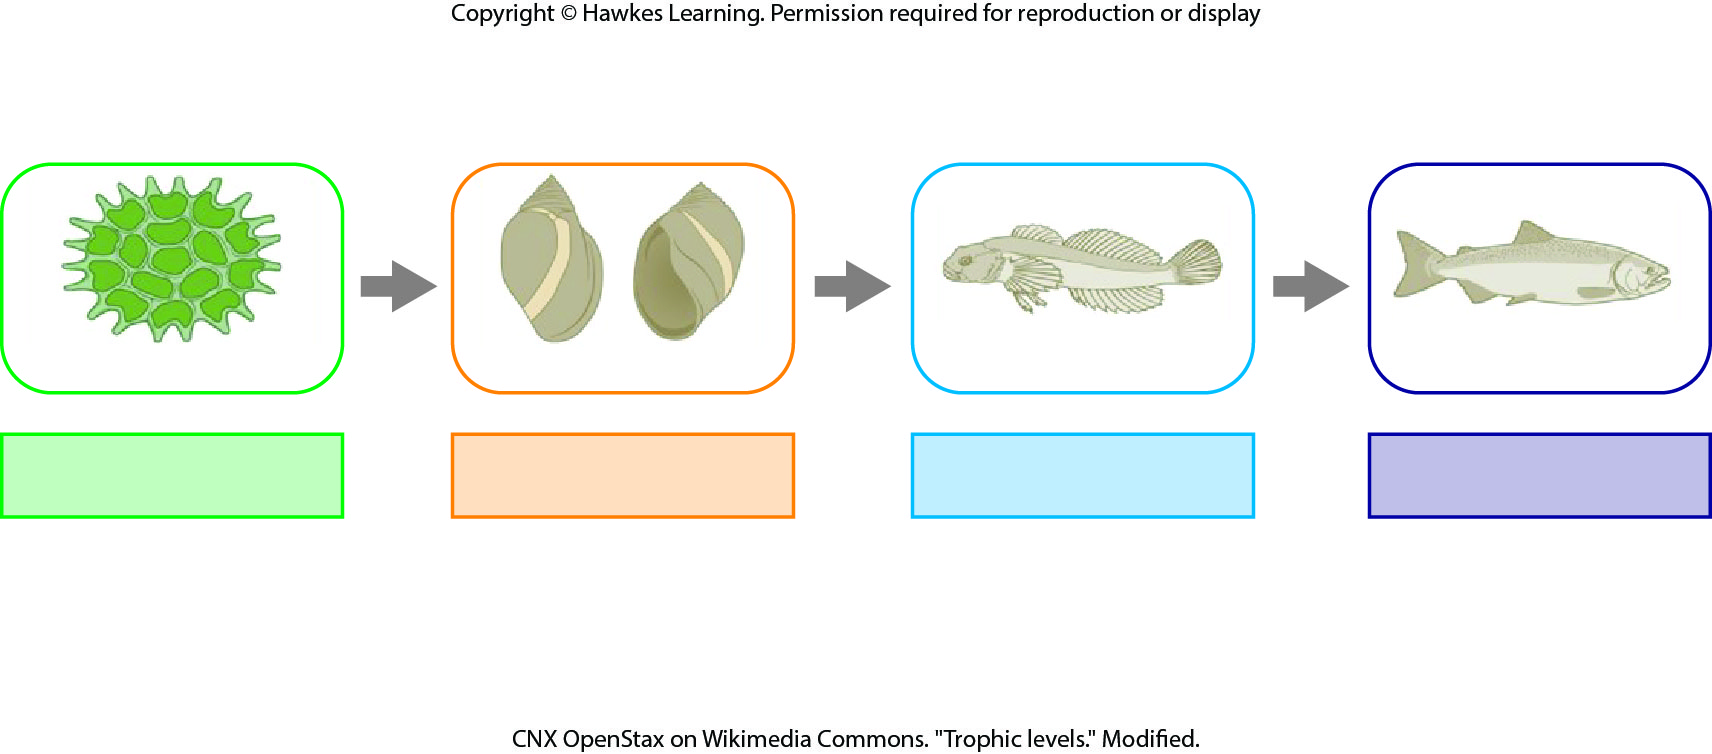 Copyright © Hawkes Learning. Permission required for reproduction or display
CNX OpenStax on Wikimedia Commons. "Trophic levels." Modified.